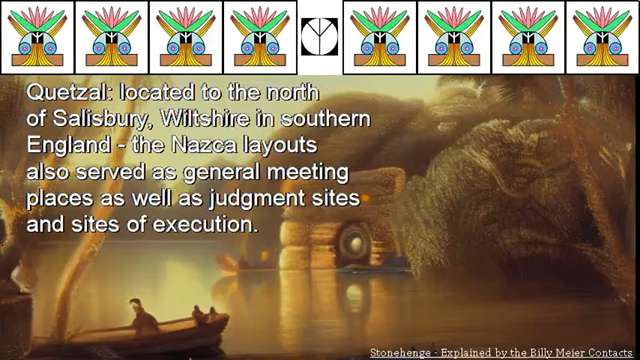 Quetzal: located to the north
of Salisbury, Wiltshire in southern
England - the Nazca layouts
also served as general meeting
places as well as judgment sites
and sites of execution.
Stonehenge - Explained by the Billy Meier Contacts